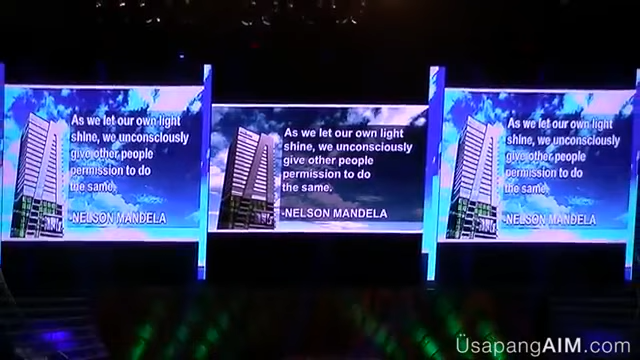 As we let our own light
shine, we unconsciously
give other people
permission to do
the same.
-NELSON MANDELA
As we let our own light
shine, we unconsciously
give other people
permission to do
the same.
-NELSON MANDELA
As we let our own light
shine, we unconsciously
give other people
permission to do
the same.
-NELSON MANDELA
ÜsapangAIM.com